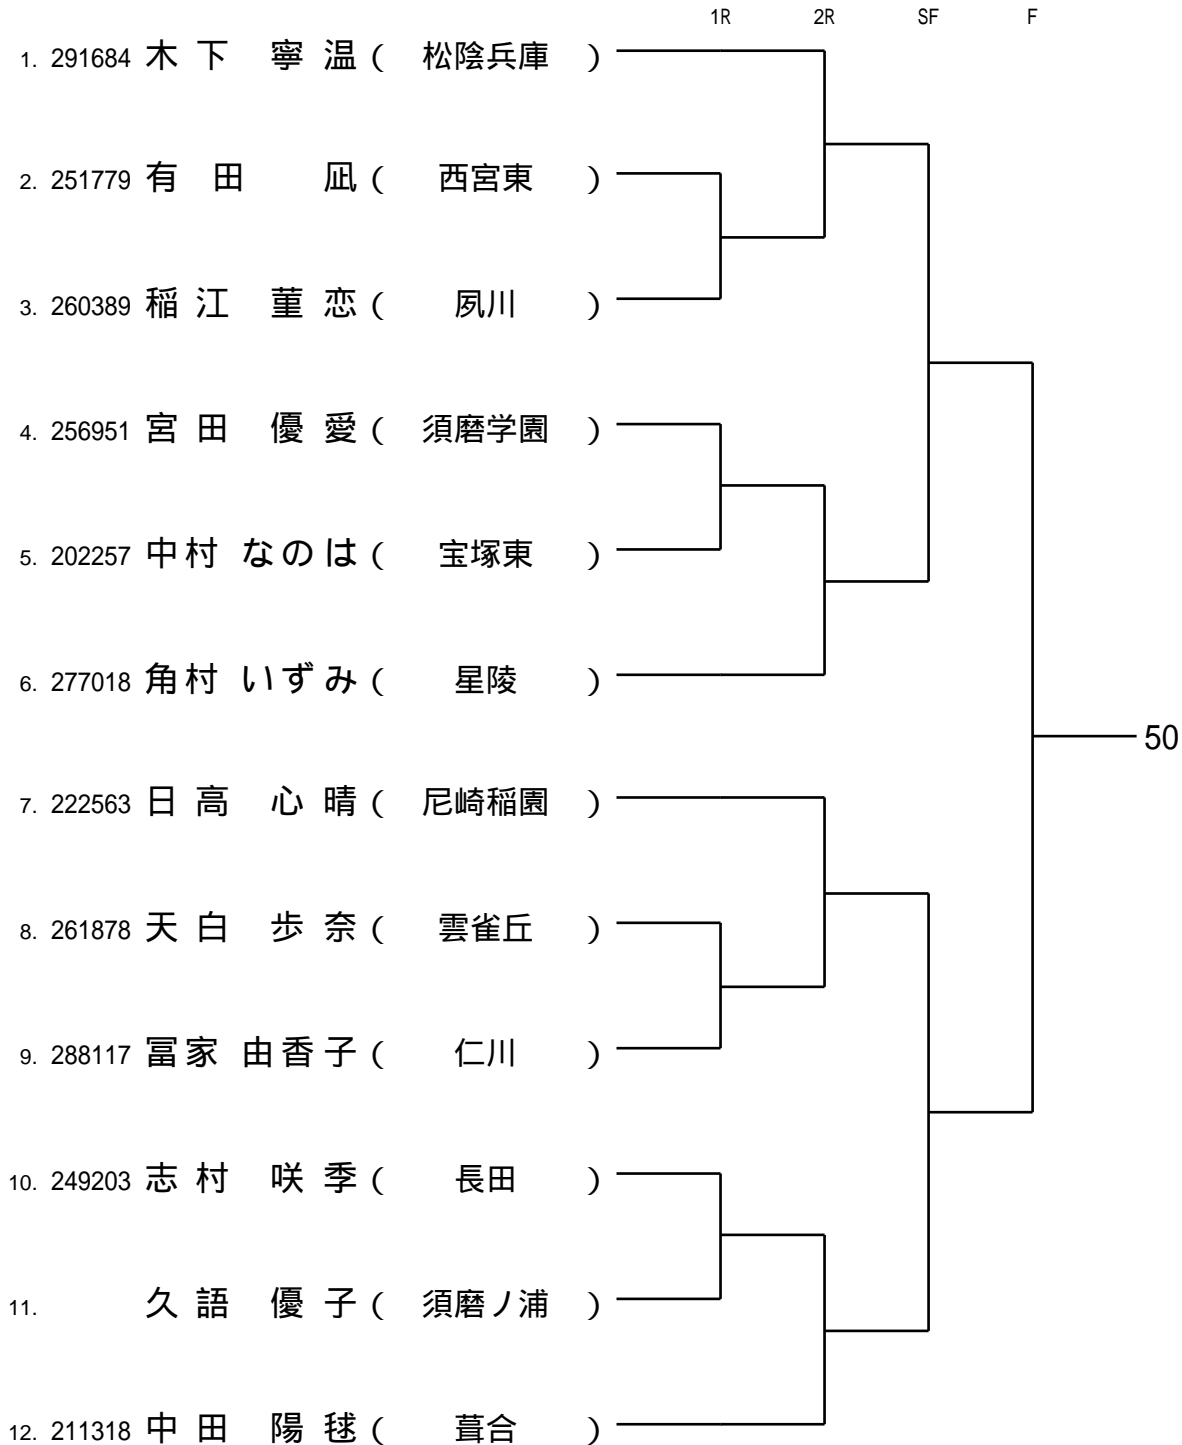 1R 2R SF F
1. 291684 木下 寧温 ( 松陰兵庫 )
2. 251779 有田 凪 ( 西宮東 )
3. 260389 稲江 菫恋 ( 夙川 )
4. 256951 宮田 優愛 ( 須磨学園 )
5. 202257 中村 なのは ( 宝塚東 )
6. 277018 角村 いずみ ( 星陵 )
50
7. 222563 日高 心晴 ( 尼崎稲園 )
8. 261878 天白 歩奈 ( 雲雀丘 )
9. 288117 冨家 由香子 ( 仁川 )
10. 249203 志村 咲季 ( 長田 )
11. 久語 優子 ( 須磨ノ浦 )
12. 211318 中田 陽毬 ( 葺合 )